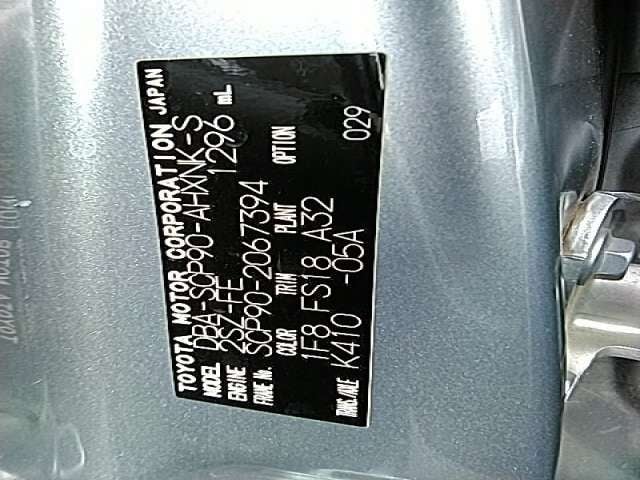 TOYOTA MOTOR CORPORATION JAPAN
MODEL DBA-SCP90-AHXNK-S
ENGINE 2SZ-FE 1296 mL
FRAME No. SCP90-2067394
COLOR TRIM PLANT OPTION
1F8 FS18 A32 029
TRANS./AXLE K410 -05A